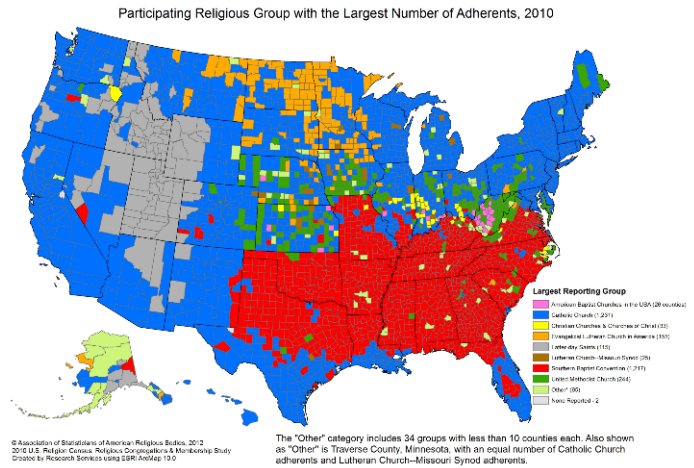 Participating Religious Group with the Largest Number of Adherents, 2010
Largest Reporting Group
American Baptist Churches in the USA (26 counties)
Catholic Church (1,231)
Christian Churches & Churches of Christ (33)
Evangelical Lutheran Church in America (158)
Latter-day Saints (115)
Lutheran Church--Missouri Synod (25)
Southern Baptist Convention (1,217)
United Methodist Church (244)
Other*
None Reported - 2
© Association of Statisticians of American Religious Bodies, 2012
2010 U.S. Religion Census: Religious Congregations & Membership Study
Created by Research Services using ESRI ArcMap 10.0
The "Other" category includes 34 groups with less than 10 counties each. Also shown
as "Other" is Traverse County, Minnesota, with an equal number of Catholic Church
adherents and Lutheran Church--Missouri Synod adherents.